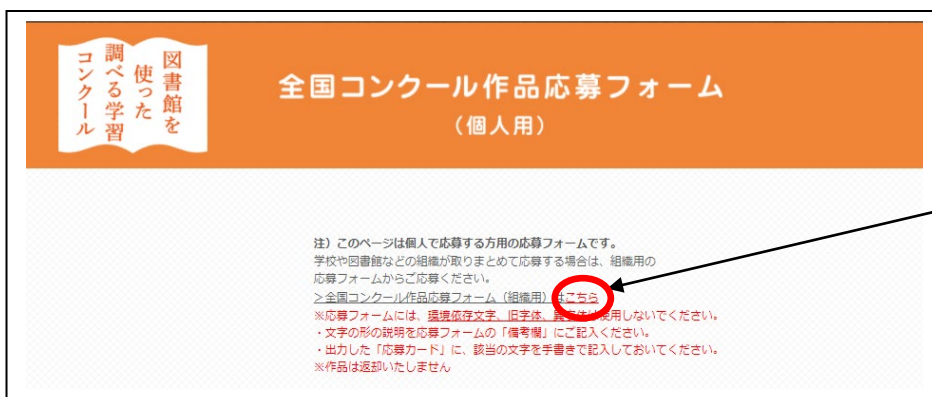 図書館を
使った
調べる学習
コンクール
全国コンクール作品応募フォーム
（個人用）
注）このページは個人で応募する方用の応募フォームです。
学校や図書館などの組織が取りまとめて応募する場合は、組織用の
応募フォームからご応募ください。
＞全国コンクール作品応募フォーム（組織用）はこちら
※応募フォームには、環境依存文字、旧字体、異字体は使用しないでください。
・文字の形の説明を応募フォームの「備考欄」にご記入ください。
・出力した「応募カード」に、該当の文字を手書きで記入しておいてください。
※作品は返却いたしません